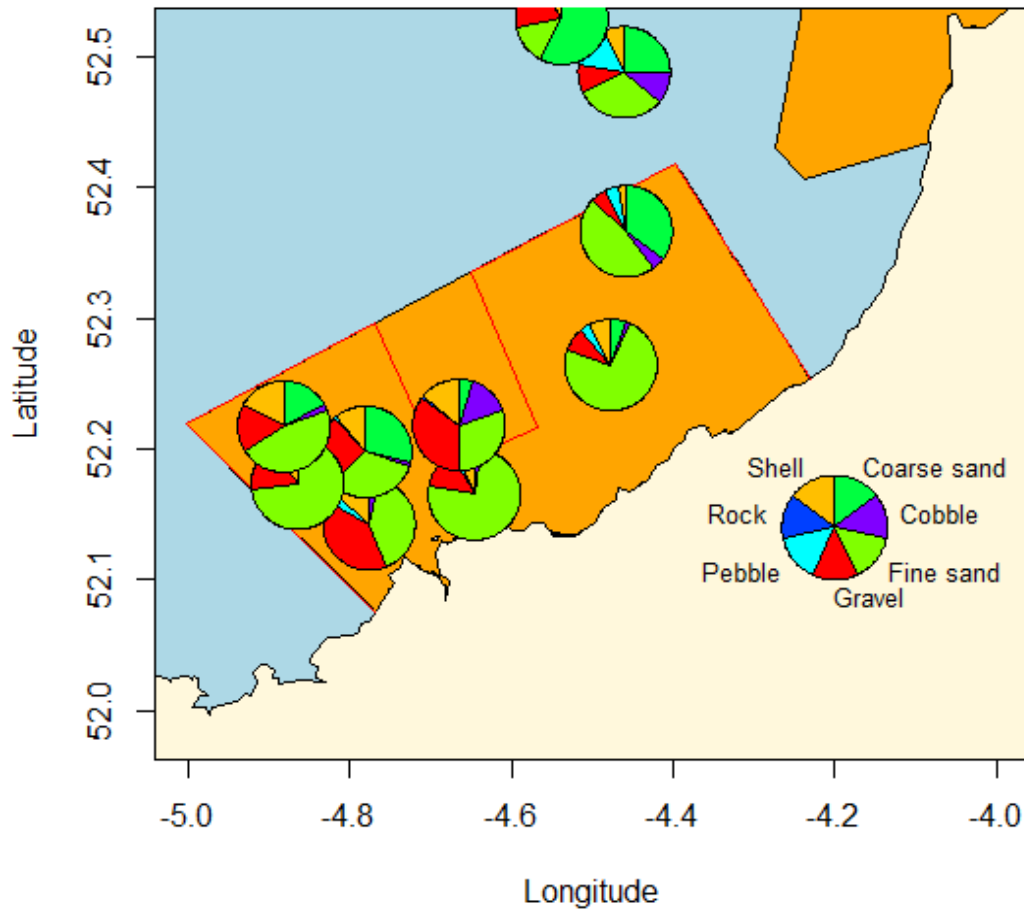 52.5
52.4
52.3
52.2
52.1
52.0
Latitude
Shell
Coarse sand
Rock
Cobble
Pebble
Fine sand
Gravel
-5.0
-4.8
-4.6
-4.4
-4.2
-4.0
Longitude